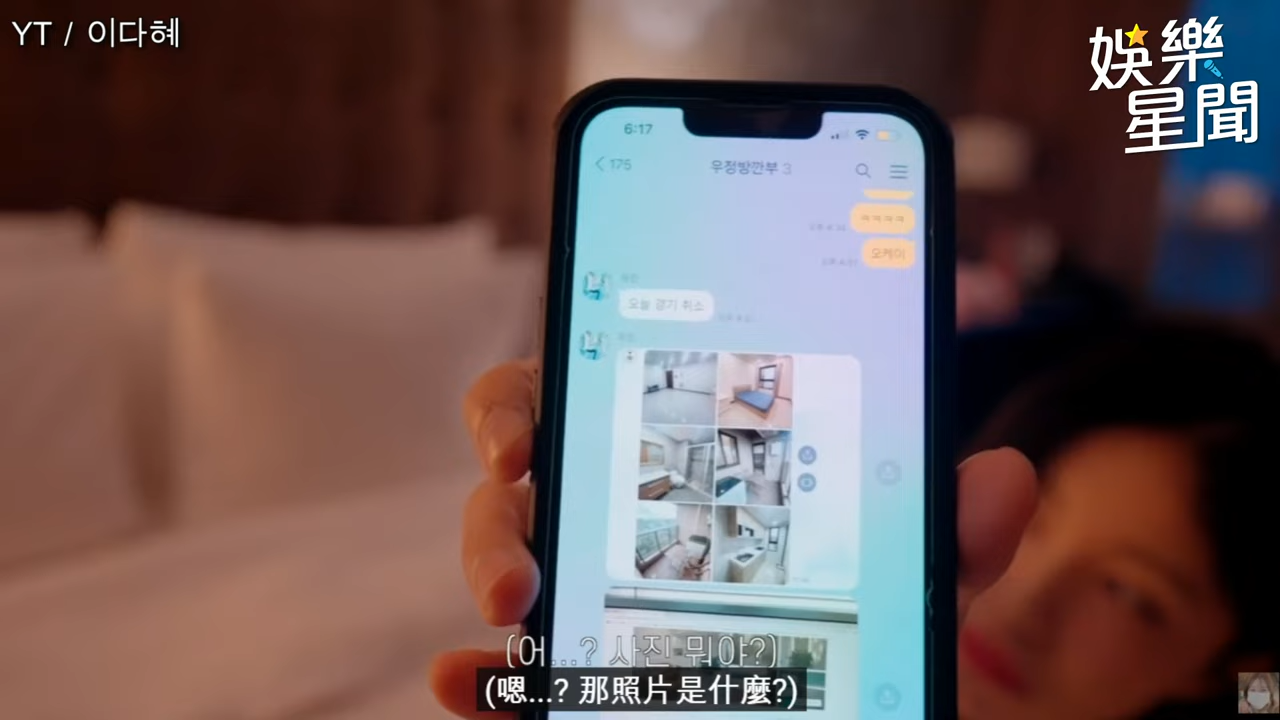 YT / 이다혜
娛樂
星聞
6:17
175
우정방깐부 3
ㅋㅋㅋㅋ
오케이
오늘 경기 취소
(어...? 사진 뭐야?)
(嗯...? 那照片是什麼?)